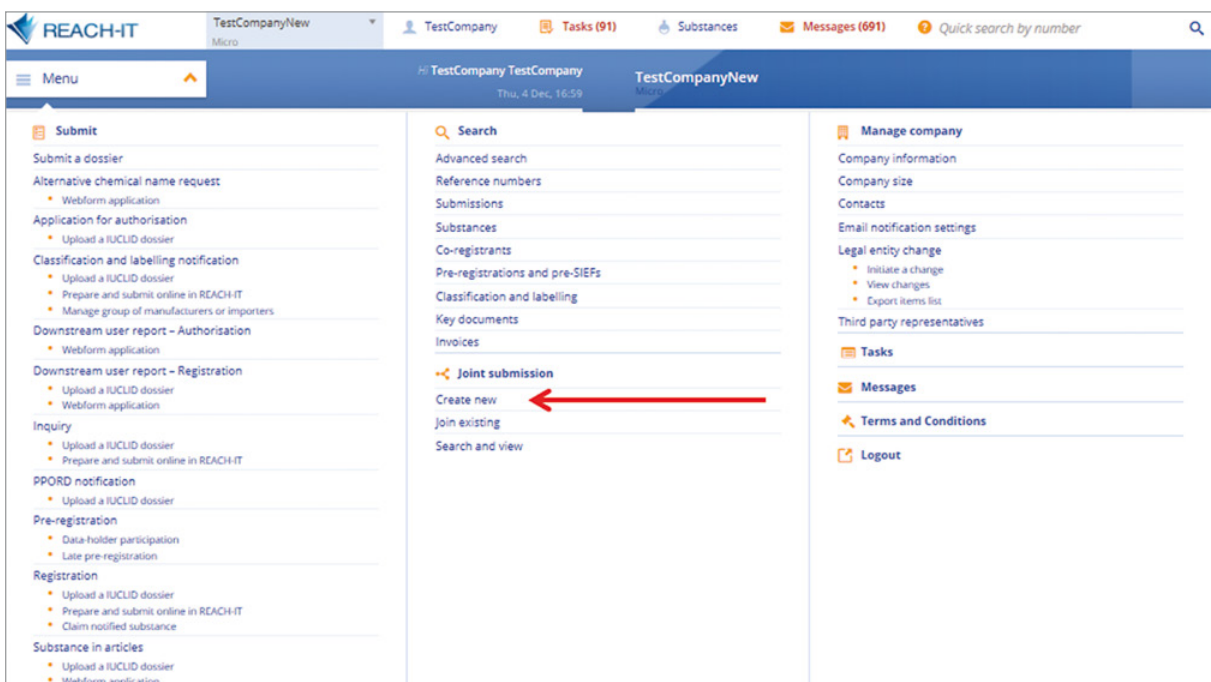 REACH-IT
TestCompanyNew
Micro
TestCompany
Tasks (91)
Substances
Messages (691)
Quick search by number
Menu
Hi TestCompany TestCompany
Thu, 4 Dec, 16:59
TestCompanyNew
Micro
Submit
Submit a dossier
Alternative chemical name request
Webform application
Application for authorisation
Upload a IUCLID dossier
Classification and labelling notification
Upload a IUCLID dossier
Prepare and submit online in REACH-IT
Manage group of manufacturers or importers
Downstream user report – Authorisation
Webform application
Downstream user report – Registration
Upload a IUCLID dossier
Webform application
Inquiry
Upload a IUCLID dossier
Prepare and submit online in REACH-IT
PPORD notification
Upload a IUCLID dossier
Pre-registration
Data-holder participation
Late pre-registration
Registration
Upload a IUCLID dossier
Prepare and submit online in REACH-IT
Claim notified substance
Substance in articles
Upload a IUCLID dossier
Webform application
Search
Advanced search
Reference numbers
Submissions
Substances
Co-registrants
Pre-registrations and pre-SIEFs
Classification and labelling
Key documents
Invoices
Joint submission
Create new
Join existing
Search and view
Manage company
Company information
Company size
Contacts
Email notification settings
Legal entity change
Initiate a change
View changes
Export items list
Third party representatives
Tasks
Messages
Terms and Conditions
Logout